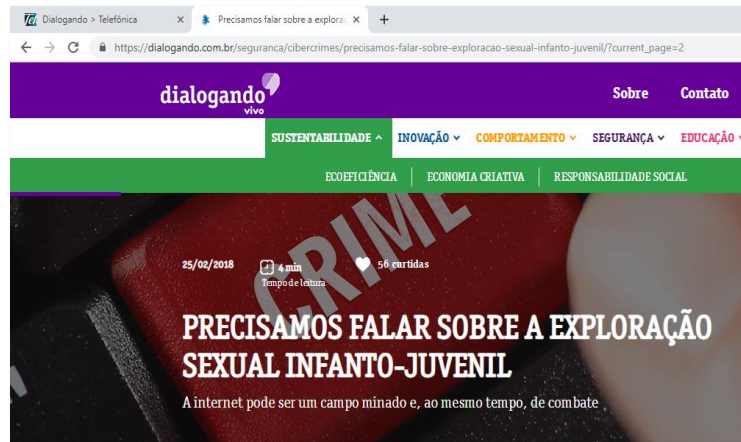 Dialogando > Telefônica
Precisamos falar sobre a explora
https://dialogando.com.br/seguranca/cibercrimes/precisamos-falar-sobre-exploracao-sexual-infanto-juvenil/?current_page=2
dialogando
vivo
Sobre Contato
SUSTENTABILIDADE INOVAÇÃO COMPORTAMENTO SEGURANÇA EDUCAÇÃO
ECOEFICIÊNCIA ECONOMIA CRIATIVA RESPONSABILIDADE SOCIAL
CRIME
25/02/2018 4 min 56 curtidas
Tempo de leitura
PRECISAMOS FALAR SOBRE A EXPLORAÇÃO
SEXUAL INFANTO-JUVENIL
A internet pode ser um campo minado e, ao mesmo tempo, de combate